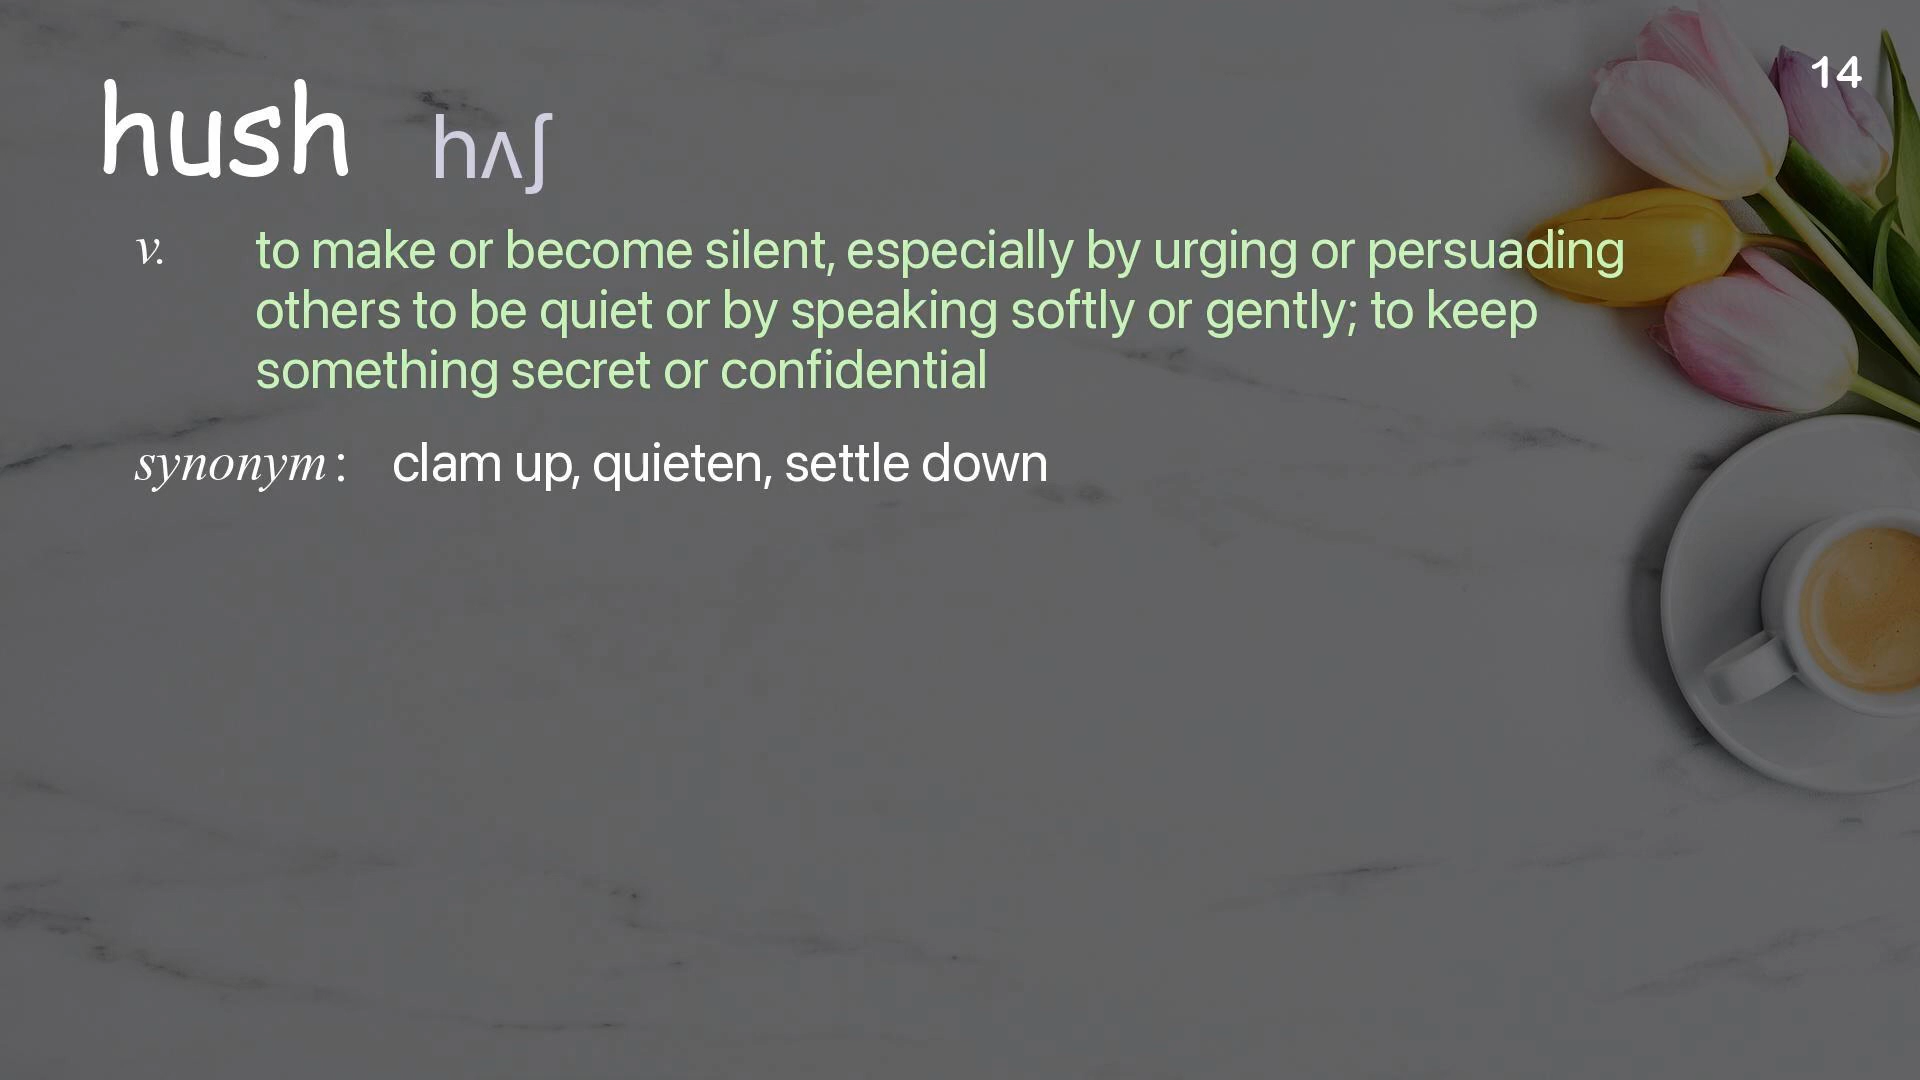 14
hush hʌʃ
v. to make or become silent, especially by urging or persuading
others to be quiet or by speaking softly or gently; to keep
something secret or confidential
synonym : clam up, quieten, settle down